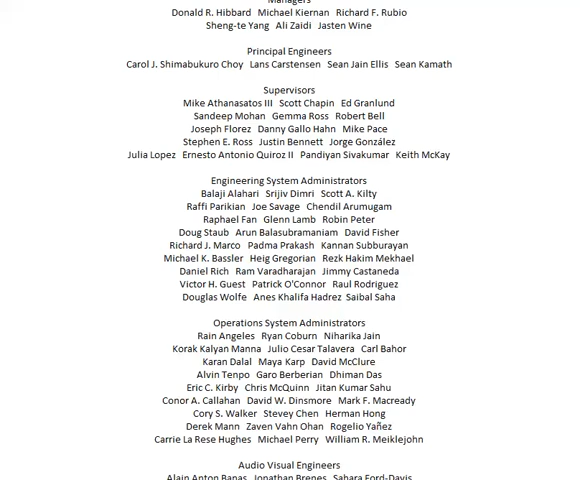 Managers
Donald R. Hibbard Michael Kiernan Richard F. Rubio
Sheng-te Yang Ali Zaidi Jasten Wine
Principal Engineers
Carol J. Shimabukuro Choy Lans Carstensen Sean Jain Ellis Sean Kamath
Supervisors
Mike Athanasatos III Scott Chapin Ed Granlund
Sandeep Mohan Gemma Ross Robert Bell
Joseph Florez Danny Gallo Hahn Mike Pace
Stephen E. Ross Justin Bennett Jorge González
Julia Lopez Ernesto Antonio Quiroz II Pandiyan Sivakumar Keith McKay
Engineering System Administrators
Balaji Alahari Srijiv Dimri Scott A. Kilty
Raffi Parikian Joe Savage Chendil Arumugam
Raphael Fan Glenn Lamb Robin Peter
Doug Staub Arun Balasubramaniam David Fisher
Richard J. Marco Padma Prakash Kannan Subburayan
Michael K. Bassler Heig Gregorian Rezk Hakim Mekhael
Daniel Rich Ram Varadharajan Jimmy Castaneda
Victor H. Guest Patrick O'Connor Raul Rodriguez
Douglas Wolfe Anes Khalifa Hadrez Saibal Saha
Operations System Administrators
Rain Angeles Ryan Coburn Niharika Jain
Korak Kalyan Manna Julio Cesar Talavera Carl Bahor
Karan Dalal Maya Karp David McClure
Alvin Tenpo Garo Berberian Dhiman Das
Eric C. Kirby Chris McQuinn Jitan Kumar Sahu
Conor A. Callahan David W. Dinsmore Mark F. Macready
Cory S. Walker Stevey Chen Herman Hong
Derek Mann Zaven Vahn Ohan Rogelio Yañez
Carrie La Rese Hughes Michael Perry William R. Meiklejohn
Audio Visual Engineers
Alain Anton Banas Jonathan Brenes Sahara Ford-Davis